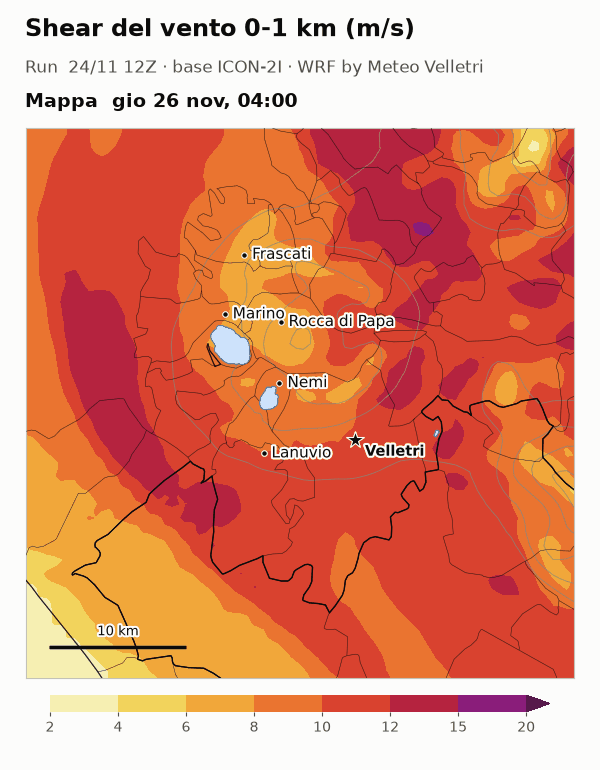 Shear del vento 0-1 km (m/s)
Run  24/11 12Z · base ICON-2I · WRF by Meteo Velletri
Mappa  gio 26 nov, 04:00
Frascati
Marino
Rocca di Papa
Nemi
Velletri
Lanuvio
10 km
2 4 6 8 10 12 15 20